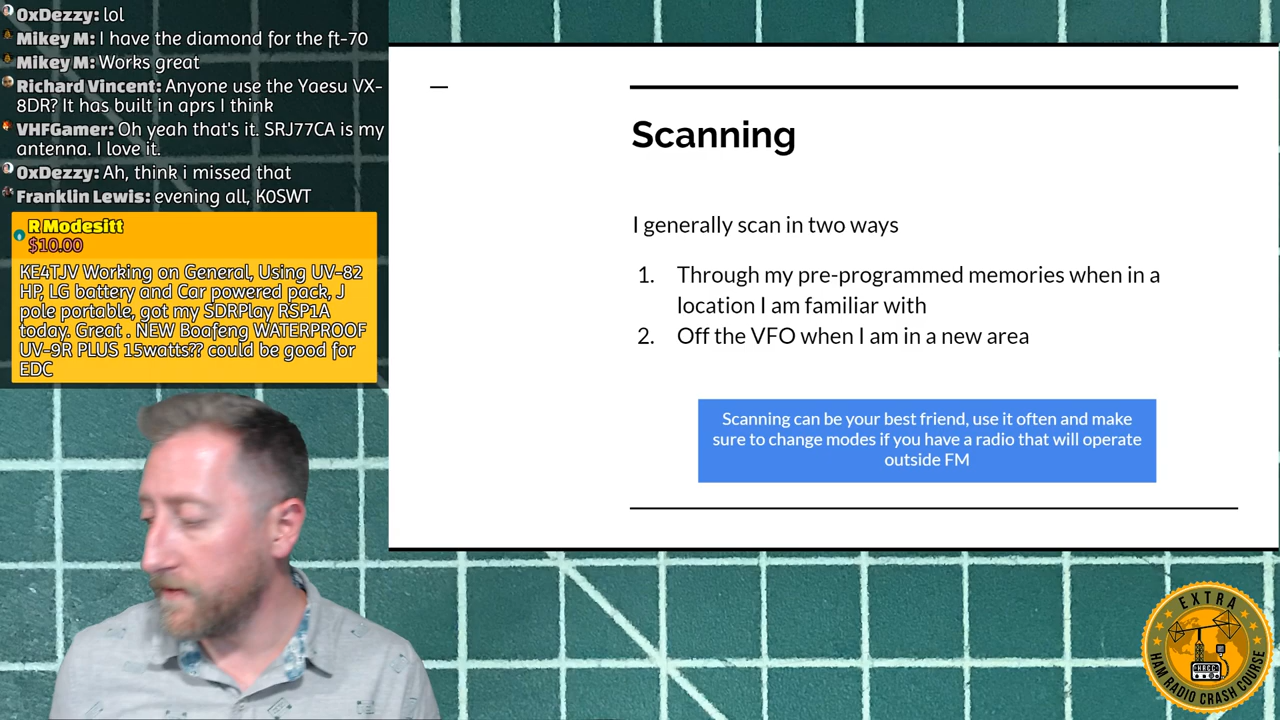 0xDezzy: lol
Mikey M: I have the diamond for the ft-70
Mikey M: Works great
Richard Vincent: Anyone use the Yaesu VX-
8DR? It has built in aprs I think
VHFGamer: Oh yeah that's it. SRJ77CA is my
antenna. I love it.
0xDezzy: Ah, think i missed that
Franklin Lewis: evening all, K0SWT
R Modesitt
$10.00
KE4TJV Working on General, Using UV-82
HP, LG battery and Car powered pack, J
pole portable, got my SDRPlay RSP1A
today. Great . NEW Boafeng WATERPROOF
UV-9R PLUS 15watts?? could be good for
EDC
Scanning
I generally scan in two ways
1. Through my pre-programmed memories when in a
location I am familiar with
2. Off the VFO when I am in a new area
Scanning can be your best friend, use it often and make
sure to change modes if you have a radio that will operate
outside FM
EXTRA
HRCC
HAM RADIO CRASH COURSE